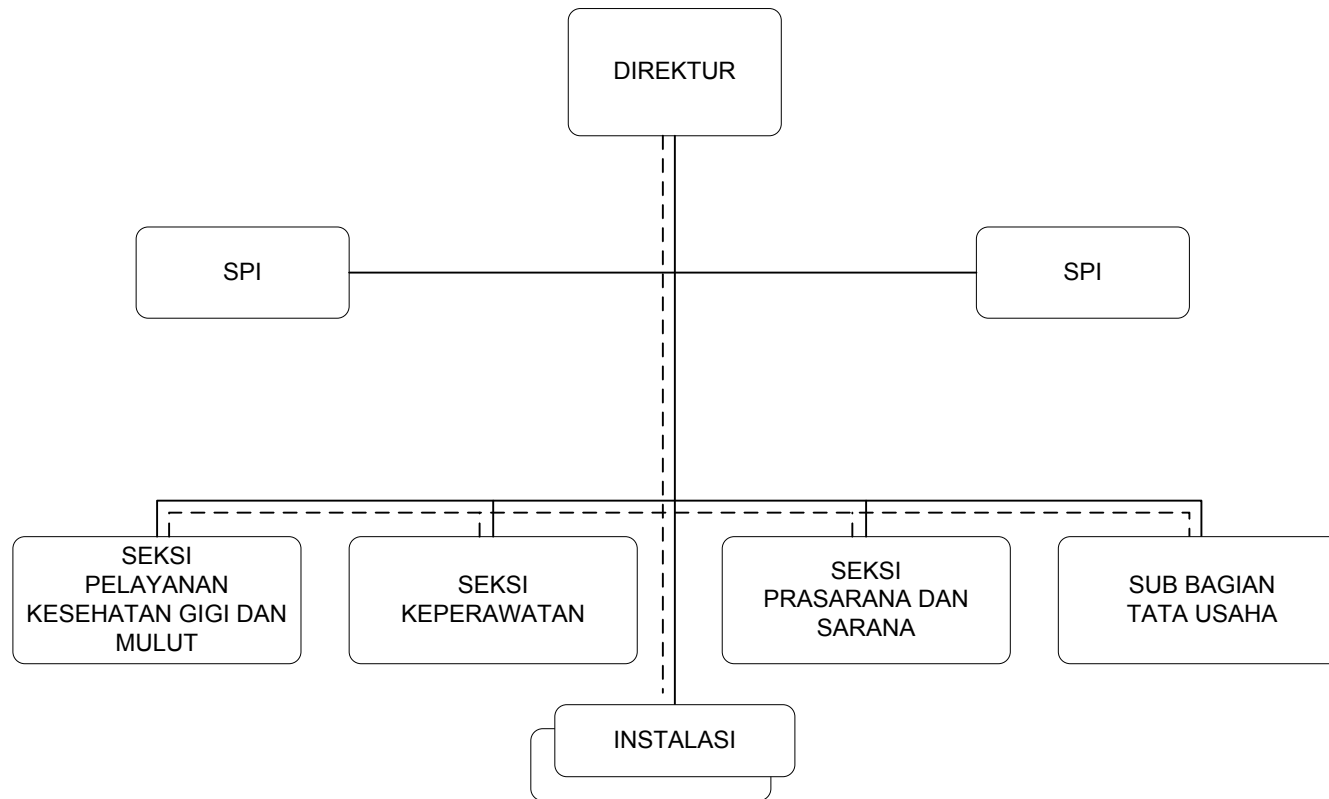 DIREKTUR
SPI
SPI
SEKSI
PELAYANAN
KESEHATAN GIGI DAN
MULUT
SEKSI
KEPERAWATAN
SEKSI
PRASARANA DAN
SARANA
SUB BAGIAN
TATA USAHA
INSTALASI